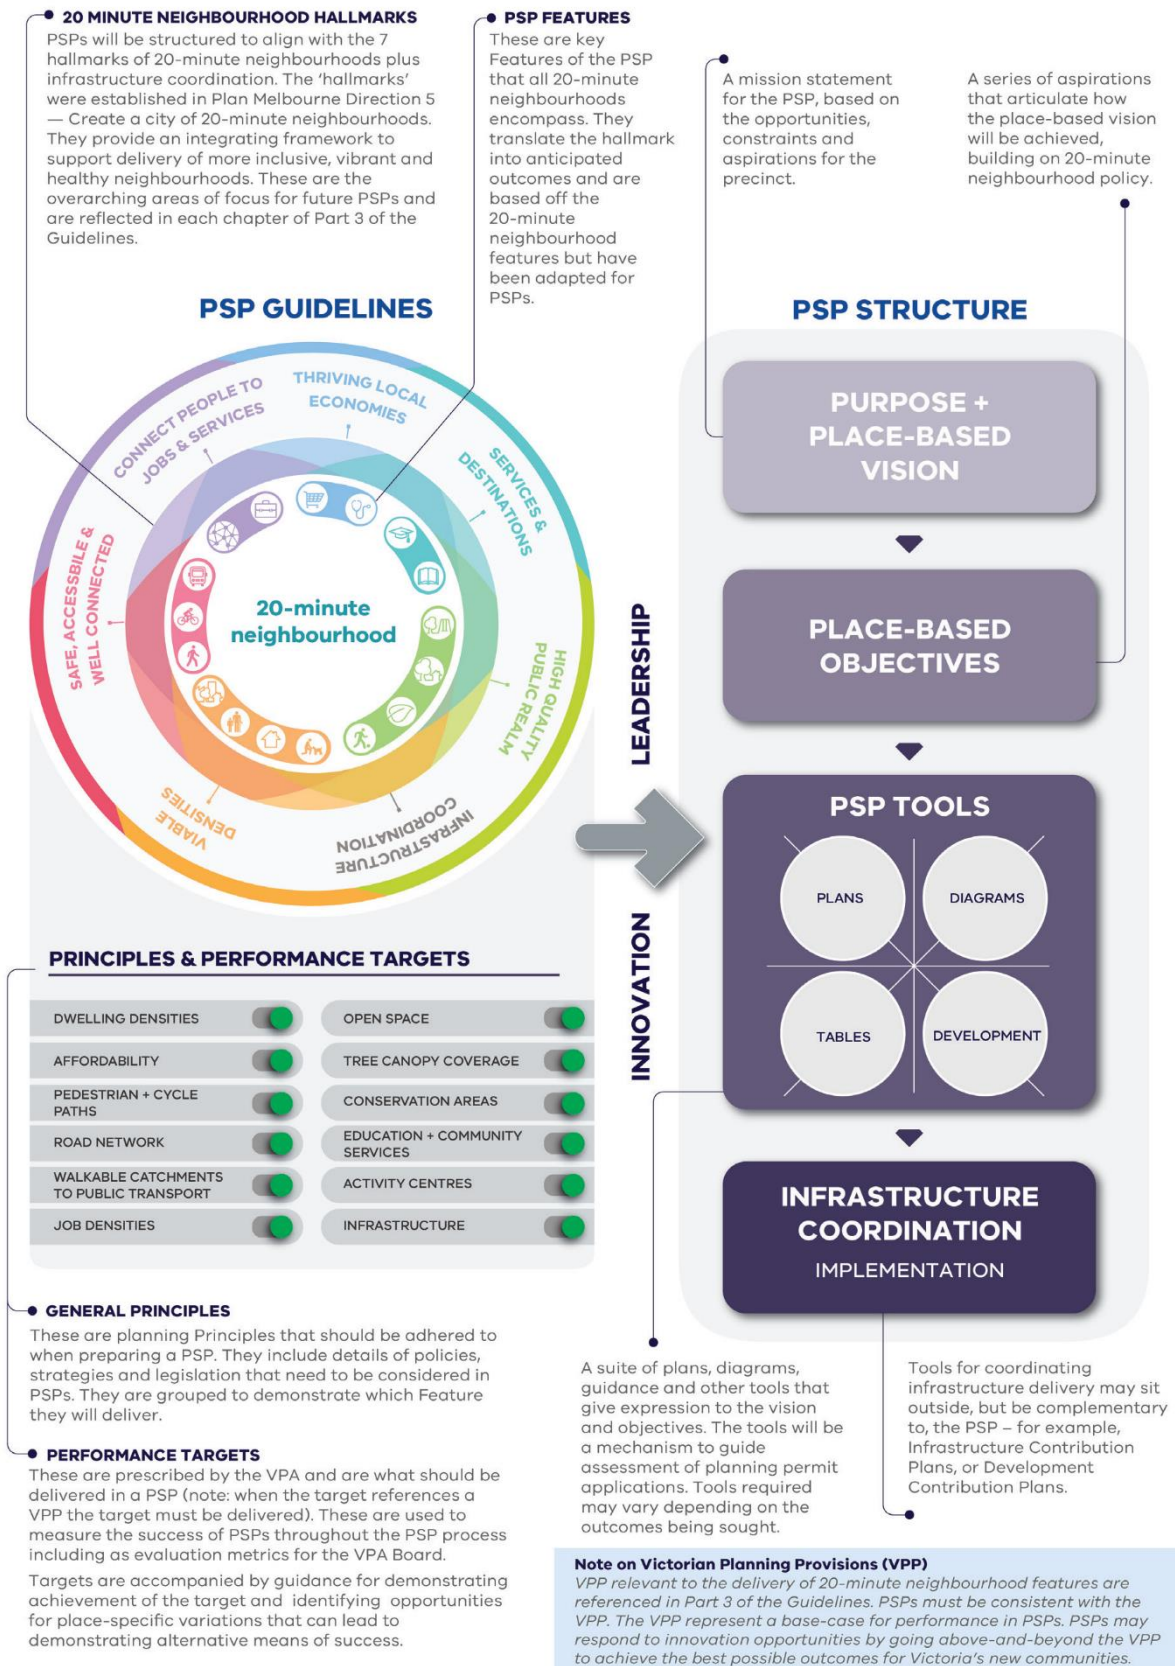 20 MINUTE NEIGHBOURHOOD HALLMARKS
PSPs will be structured to align with the 7
hallmarks of 20-minute neighbourhoods plus
infrastructure coordination. The 'hallmarks'
were established in Plan Melbourne Direction 5
— Create a city of 20-minute neighbourhoods.
They provide an integrating framework to
support delivery of more inclusive, vibrant and
healthy neighbourhoods. These are the
overarching areas of focus for future PSPs and
are reflected in each chapter of Part 3 of the
Guidelines.
PSP FEATURES
These are key
Features of the PSP
that all 20-minute
neighbourhoods
encompass. They
translate the hallmark
into anticipated
outcomes and are
based off the
20-minute
neighbourhood
features but have
been adapted for
PSPs.
A mission statement
for the PSP, based on
the opportunities,
constraints and
aspirations for the
precinct.
A series of aspirations
that articulate how
the place-based vision
will be achieved,
building on 20-minute
neighbourhood policy.
PSP GUIDELINES
CONNECT PEOPLE TO
JOBS & SERVICES
THRIVING LOCAL
ECONOMIES
SERVICES &
DESTINATIONS
HIGH QUALITY
PUBLIC REALM
INFRASTRUCTURE
COORDINATION
VIABLE
DENSITIES
SAFE, ACCESSBILE &
WELL CONNECTED
20-minute
neighbourhood
PRINCIPLES & PERFORMANCE TARGETS
DWELLING DENSITIES
AFFORDABILITY
PEDESTRIAN + CYCLE
PATHS
ROAD NETWORK
WALKABLE CATCHMENTS
TO PUBLIC TRANSPORT
JOB DENSITIES
OPEN SPACE
TREE CANOPY COVERAGE
CONSERVATION AREAS
EDUCATION + COMMUNITY
SERVICES
ACTIVITY CENTRES
INFRASTRUCTURE
GENERAL PRINCIPLES
These are planning Principles that should be adhered to
when preparing a PSP. They include details of policies,
strategies and legislation that need to be considered in
PSPs. They are grouped to demonstrate which Feature
they will deliver.
PERFORMANCE TARGETS
These are prescribed by the VPA and are what should be
delivered in a PSP (note: when the target references a
VPP the target must be delivered). These are used to
measure the success of PSPs throughout the PSP process
including as evaluation metrics for the VPA Board.
Targets are accompanied by guidance for demonstrating
achievement of the target and identifying opportunities
for place-specific variations that can lead to
demonstrating alternative means of success.
LEADERSHIP
INNOVATION
PSP STRUCTURE
PURPOSE +
PLACE-BASED
VISION
PLACE-BASED
OBJECTIVES
PSP TOOLS
PLANS
DIAGRAMS
TABLES
DEVELOPMENT
INFRASTRUCTURE
COORDINATION
IMPLEMENTATION
A suite of plans, diagrams,
guidance and other tools that
give expression to the vision
and objectives. The tools will be
a mechanism to guide
assessment of planning permit
applications. Tools required
may vary depending on the
outcomes being sought.
Tools for coordinating
infrastructure delivery may sit
outside, but be complementary
to, the PSP – for example,
Infrastructure Contribution
Plans, or Development
Contribution Plans.
Note on Victorian Planning Provisions (VPP)
VPP relevant to the delivery of 20-minute neighbourhood features are
referenced in Part 3 of the Guidelines. PSPs must be consistent with the
VPP. The VPP represent a base-case for performance in PSPs. PSPs may
respond to innovation opportunities by going above-and-beyond the VPP
to achieve the best possible outcomes for Victoria's new communities.